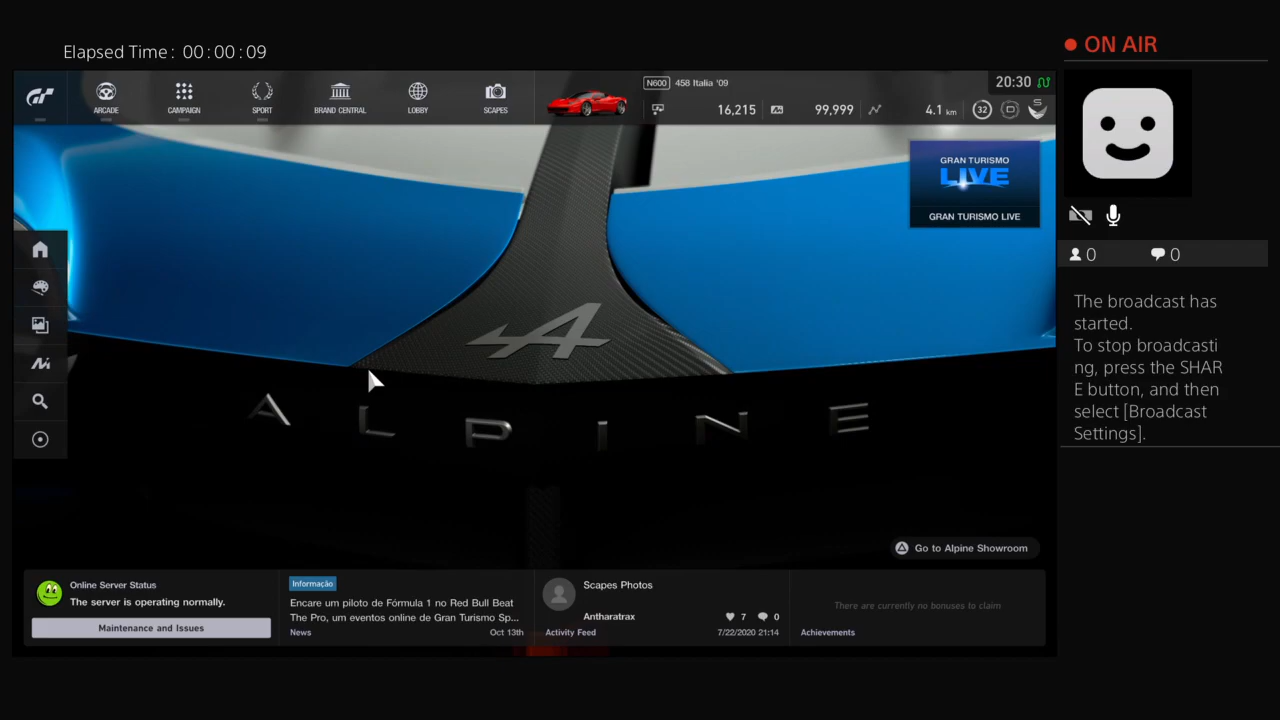 Elapsed Time: 00:00:09
ON AIR
ARCADE
CAMPAIGN
SPORT
BRAND CENTRAL
LOBBY
SCAPES
N600 458 Italia '09
16,215
99,999
4.1 km
32
20:30
GRAN TURISMO
LIVE
GRAN TURISMO LIVE
0
0
The broadcast has
started.
To stop broadcasti
ng, press the SHAR
E button, and then
select [Broadcast
Settings].
A
ALPINE
Go to Alpine Showroom
Online Server Status
The server is operating normally.
Maintenance and Issues
Informação
Encare um piloto de Fórmula 1 no Red Bull Beat
The Pro, um eventos online de Gran Turismo Sp...
News
Oct 13th
Scapes Photos
Antharatrax
7
0
Activity Feed
7/22/2020 21:14
There are currently no bonuses to claim
Achievements